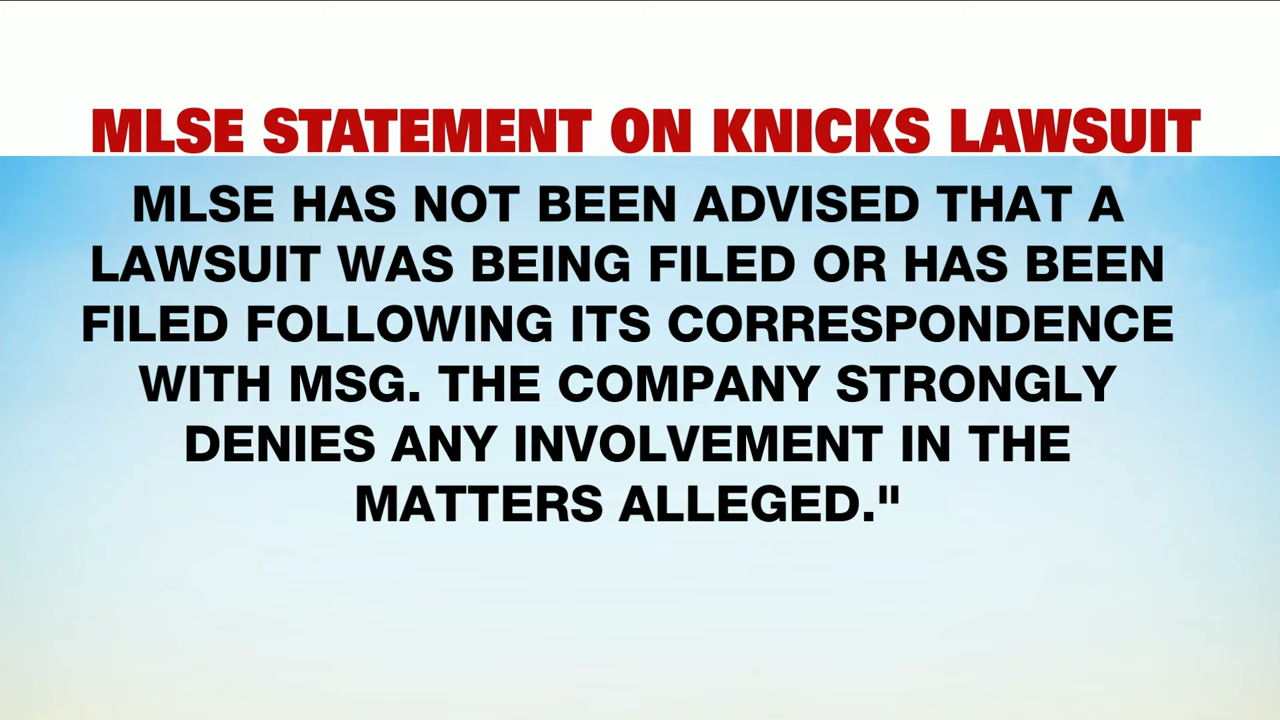 MLSE STATEMENT ON KNICKS LAWSUIT
MLSE HAS NOT BEEN ADVISED THAT A
LAWSUIT WAS BEING FILED OR HAS BEEN
FILED FOLLOWING ITS CORRESPONDENCE
WITH MSG. THE COMPANY STRONGLY
DENIES ANY INVOLVEMENT IN THE
MATTERS ALLEGED."